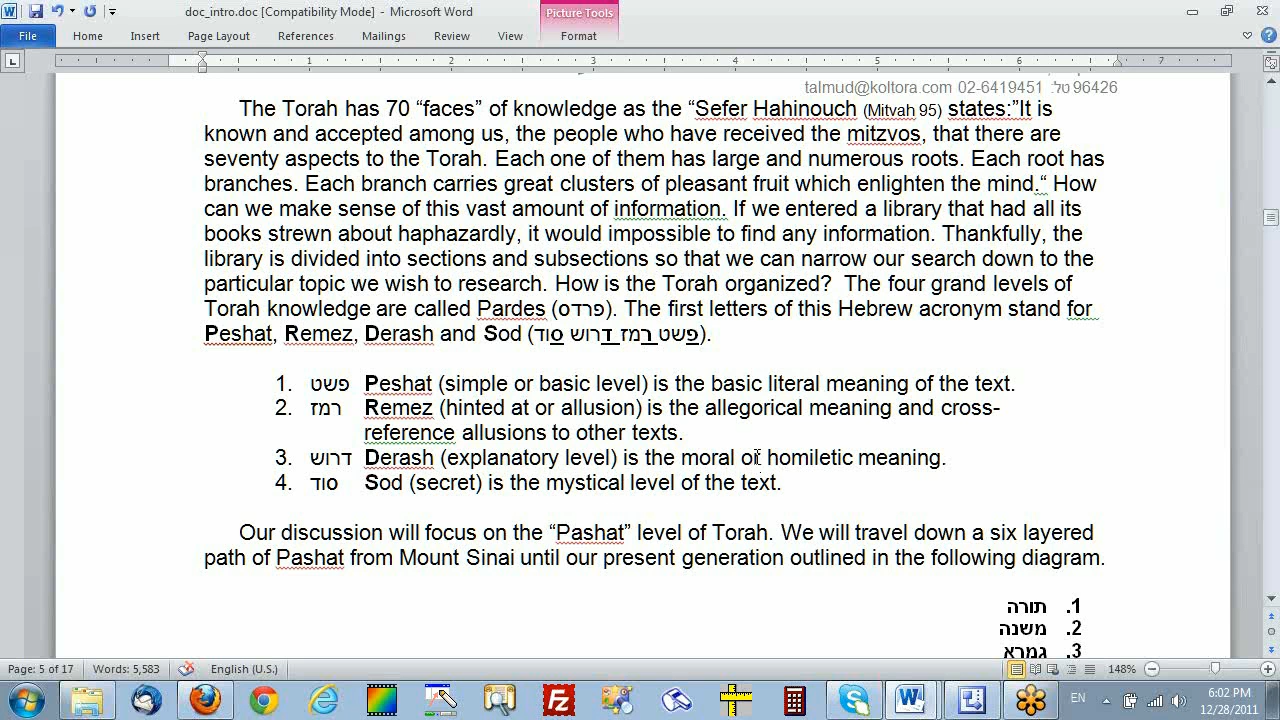 doc_intro.doc [Compatibility Mode] - Microsoft Word
Picture Tools
File Home Insert Page Layout References Mailings Review View Format
1 2 3 4 5 6 7
talmud@koltora.com 02-6419451 :טל 96426
The Torah has 70 “faces” of knowledge as the “Sefer Hahinouch (Mitvah 95) states:”It is
known and accepted among us, the people who have received the mitzvos, that there are
seventy aspects to the Torah. Each one of them has large and numerous roots. Each root has
branches. Each branch carries great clusters of pleasant fruit which enlighten the mind.“ How
can we make sense of this vast amount of information. If we entered a library that had all its
books strewn about haphazardly, it would impossible to find any information. Thankfully, the
library is divided into sections and subsections so that we can narrow our search down to the
particular topic we wish to research. How is the Torah organized? The four grand levels of
Torah knowledge are called Pardes (פרדס). The first letters of this Hebrew acronym stand for
Peshat, Remez, Derash and Sod (פשט רמז דרוש סוד).
1. פשט Peshat (simple or basic level) is the basic literal meaning of the text.
2. רמז Remez (hinted at or allusion) is the allegorical meaning and cross-
reference allusions to other texts.
3. דרוש Derash (explanatory level) is the moral or homiletic meaning.
4. סוד Sod (secret) is the mystical level of the text.
Our discussion will focus on the “Pashat” level of Torah. We will travel down a six layered
path of Pashat from Mount Sinai until our present generation outlined in the following diagram.
1. תורה
2. משנה
3. גמרא
Page: 5 of 17 Words: 5,583 English (U.S.) 148%
EN 6:02 PM
12/28/2011